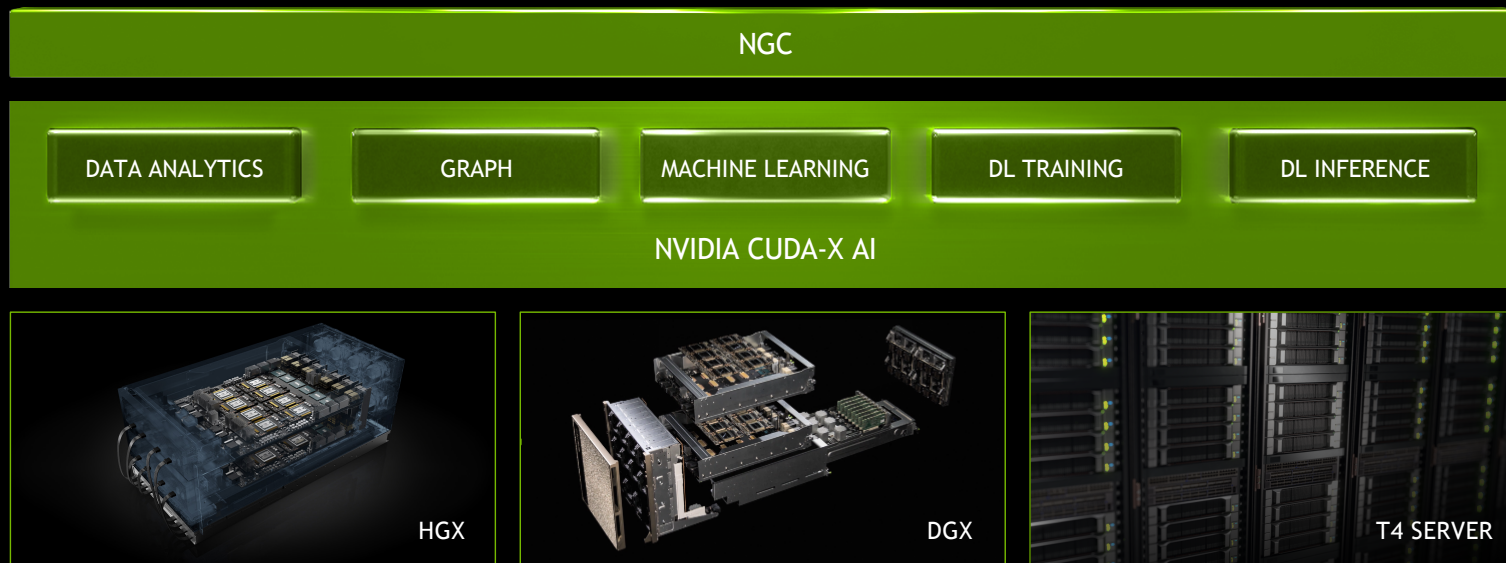 NGC
DATA ANALYTICS
GRAPH
MACHINE LEARNING
DL TRAINING
DL INFERENCE
NVIDIA CUDA-X AI
HGX
DGX
T4 SERVER